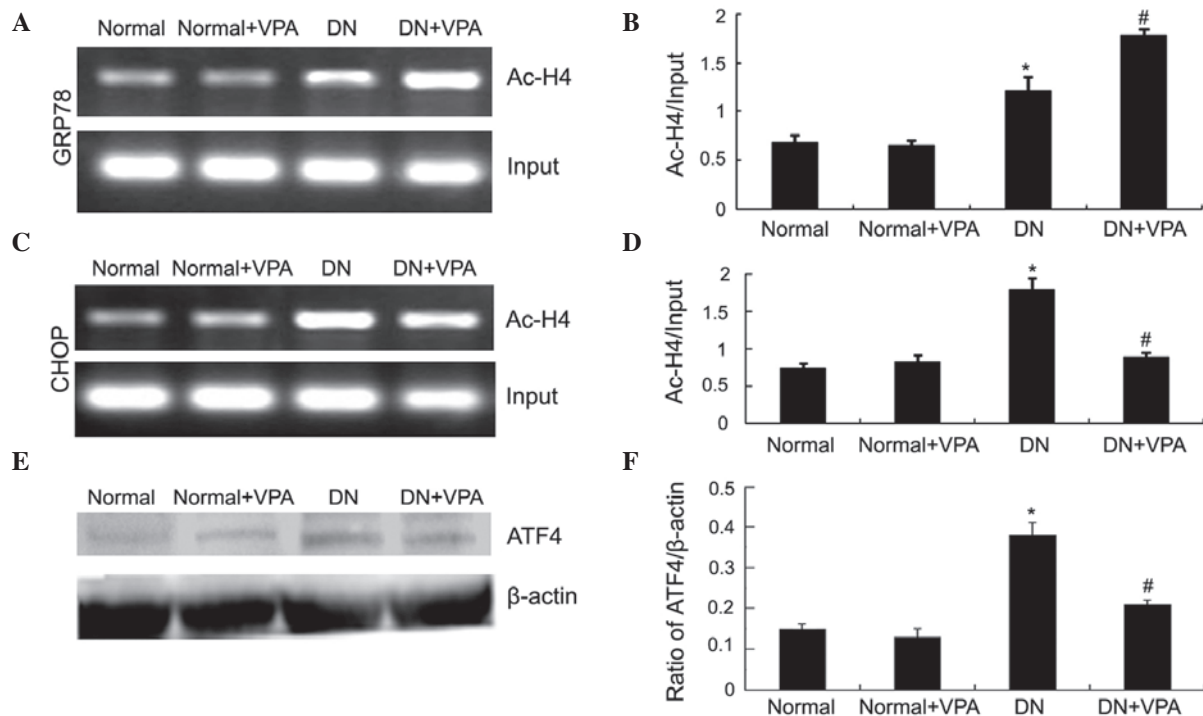 A
Normal Normal+VPA DN DN+VPA
GRP78
Ac-H4
Input
B
Ac-H4/Input
2
1.5
1
0.5
0
*
#
Normal Normal+VPA DN DN+VPA
C
Normal Normal+VPA DN DN+VPA
CHOP
Ac-H4
Input
D
Ac-H4/Input
2
1.5
1
0.5
0
*
#
Normal Normal+VPA DN DN+VPA
E
Normal Normal+VPA DN DN+VPA
ATF4
β-actin
F
Ratio of ATF4/β-actin
0.5
0.4
0.3
0.2
0.1
0
*
#
Normal Normal+VPA DN DN+VPA